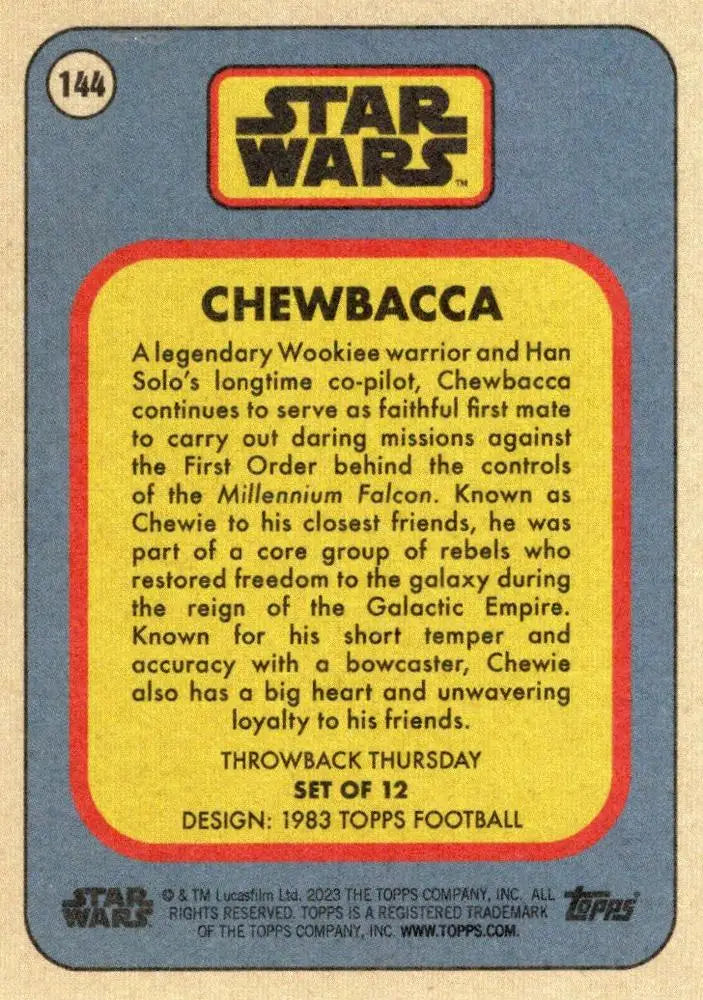 144
STAR
WARS™
CHEWBACCA
A legendary Wookiee warrior and Han
Solo's longtime co-pilot, Chewbacca
continues to serve as faithful first mate
to carry out daring missions against
the First Order behind the controls
of the Millennium Falcon. Known as
Chewie to his closest friends, he was
part of a core group of rebels who
restored freedom to the galaxy during
the reign of the Galactic Empire.
Known for his short temper and
accuracy with a bowcaster, Chewie
also has a big heart and unwavering
loyalty to his friends.
THROWBACK THURSDAY
SET OF 12
DESIGN: 1983 TOPPS FOOTBALL
STAR
WARS
© & TM Lucasfilm Ltd. 2023 THE TOPPS COMPANY, INC. ALL
RIGHTS RESERVED. TOPPS IS A REGISTERED TRADEMARK
OF THE TOPPS COMPANY, INC. WWW.TOPPS.COM.
topps